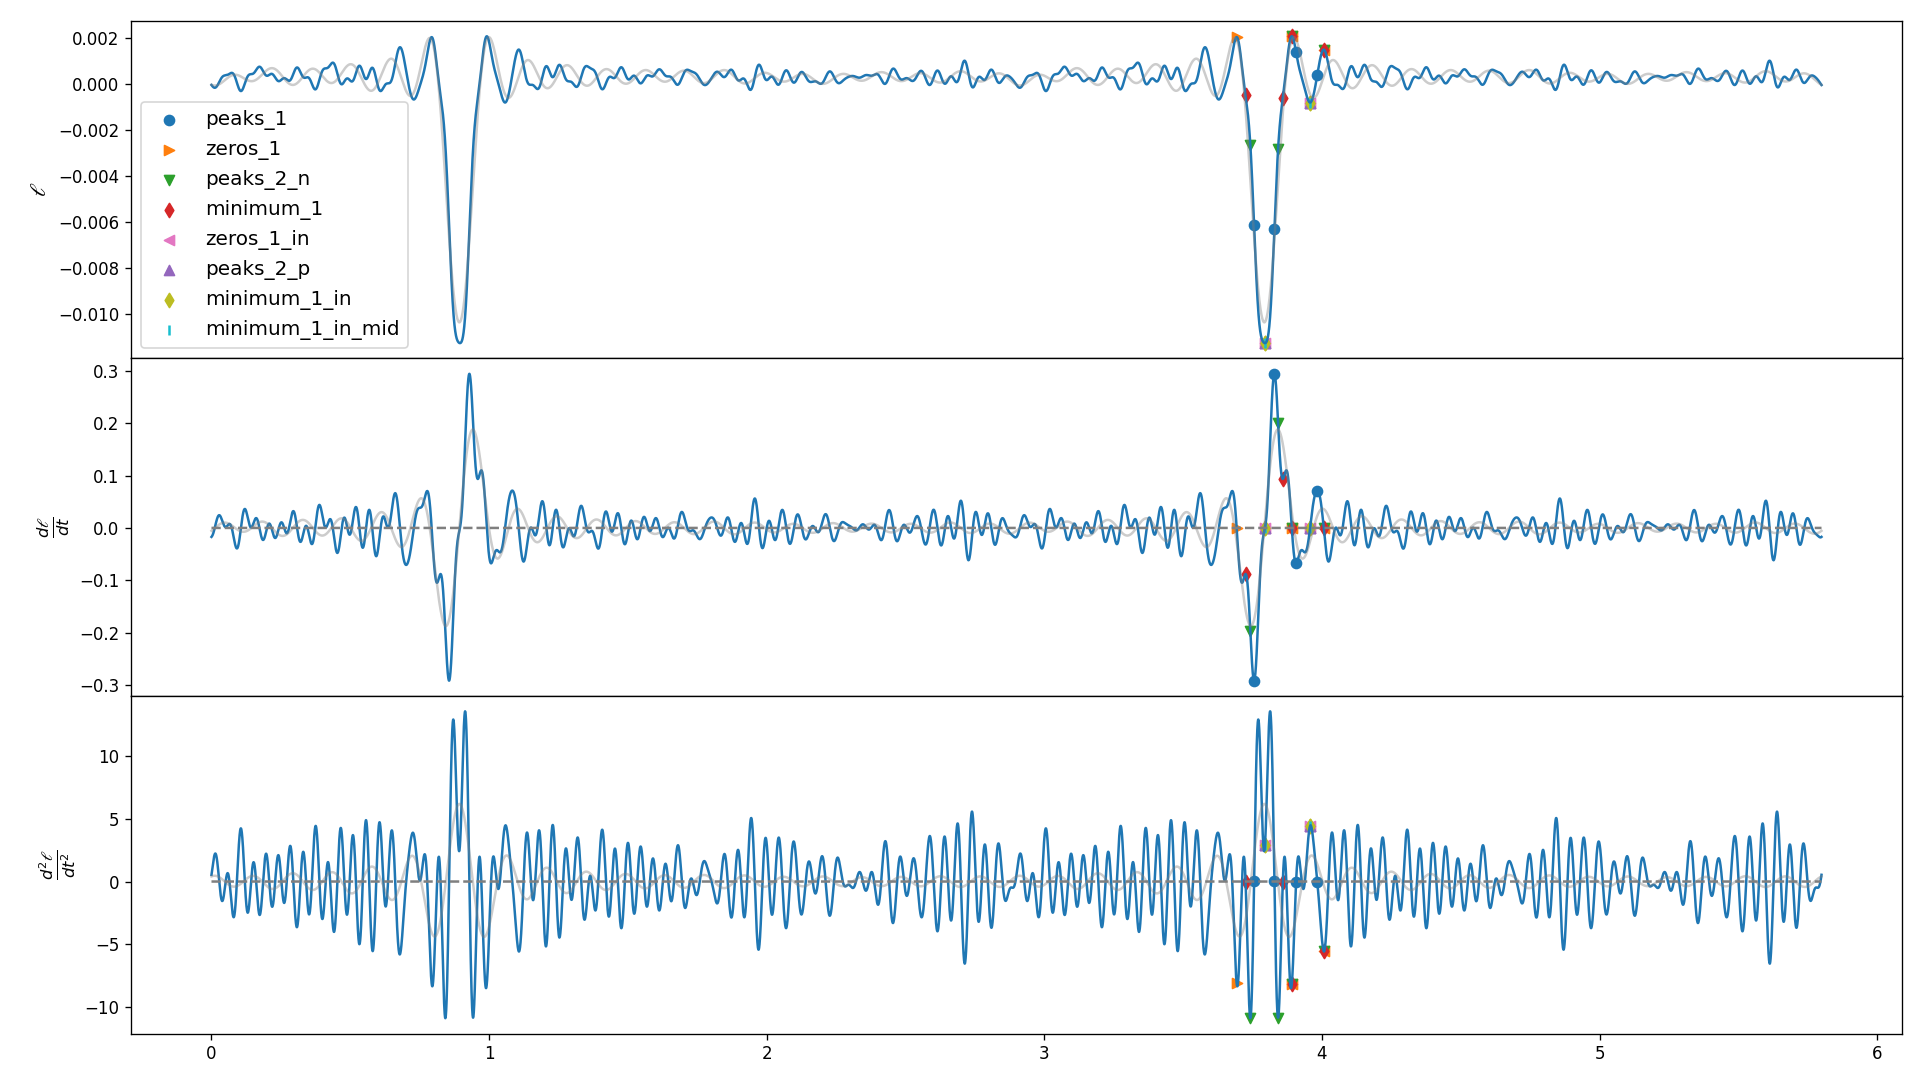 0.002
0.000
−0.002
−0.004
−0.006
−0.008
−0.010
ℓ
peaks_1
zeros_1
peaks_2_n
minimum_1
zeros_1_in
peaks_2_p
minimum_1_in
minimum_1_in_mid
0.3
0.2
0.1
0.0
−0.1
−0.2
−0.3
dℓ/dt
10
5
0
−5
−10
d²ℓ/dt²
0 1 2 3 4 5 6